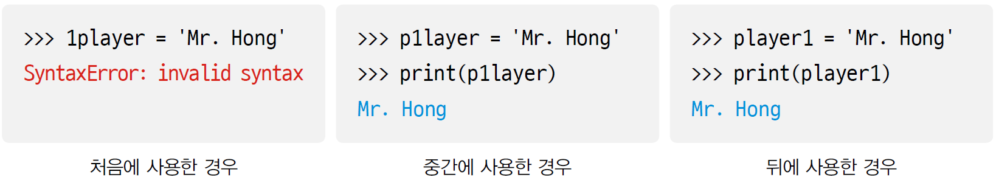 >>> 1player = 'Mr. Hong'
SyntaxError: invalid syntax
처음에 사용한 경우
>>> p1layer = 'Mr. Hong'
>>> print(p1layer)
Mr. Hong
중간에 사용한 경우
>>> player1 = 'Mr. Hong'
>>> print(player1)
Mr. Hong
뒤에 사용한 경우